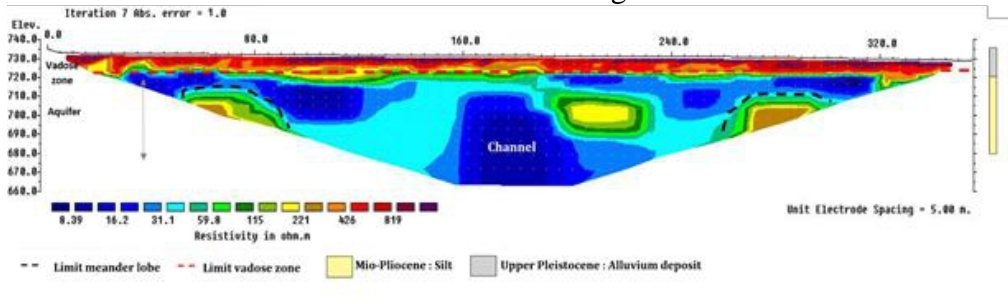 Iteration 7 Abs. error = 1.0
Elev.
0.0 80.0 160.0 240.0 320.0
740.0
730.0
Vadose
zone
720.0
710.0
Aquifer
700.0
690.0
680.0
Channel
670.0
660.0
8.39 16.2 31.1 59.8 115 221 426 819
Resistivity in ohm.m
Unit Electrode Spacing = 5.00 m.
Limit meander lobe Limit vadose zone Mio-Pliocene : Silt Upper Pleistocene : Alluvium deposit